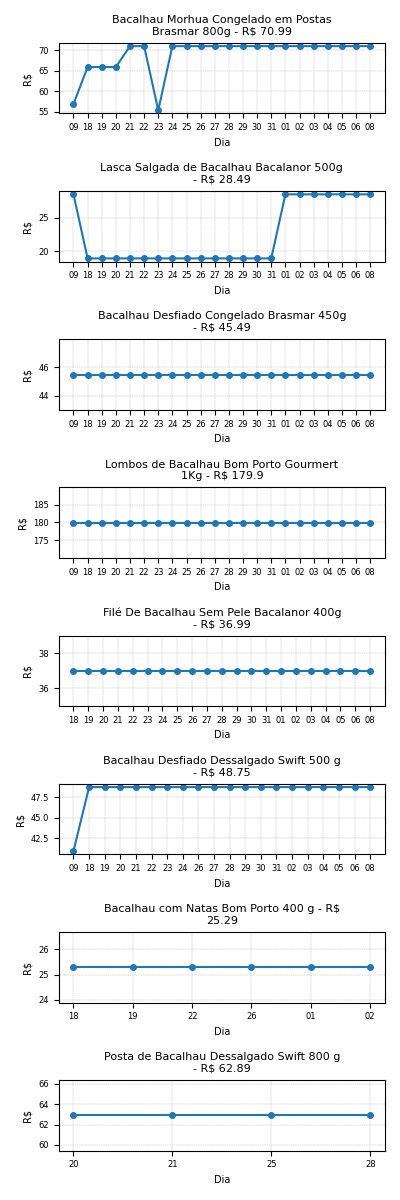 Bacalhau Morhua Congelado em Postas
Brasmar 800g - R$ 70.99
R$
70
65
60
55
09 18 19 20 21 22 23 24 25 26 27 28 29 30 31 01 02 03 04 05 06 08
Dia
Lasca Salgada de Bacalhau Bacalanor 500g
- R$ 28.49
R$
25
20
09 18 19 20 21 22 23 24 25 26 27 28 29 30 31 01 02 03 04 05 06 08
Dia
Bacalhau Desfiado Congelado Brasmar 450g
- R$ 45.49
R$
46
44
09 18 19 20 21 22 23 24 25 26 27 28 29 30 31 01 02 03 04 05 06 08
Dia
Lombos de Bacalhau Bom Porto Gourmert
1Kg - R$ 179.9
R$
185
180
175
09 18 19 20 21 22 23 24 25 26 27 28 29 30 31 01 02 03 04 05 06 08
Dia
Filé De Bacalhau Sem Pele Bacalanor 400g
- R$ 36.99
R$
38
36
18 19 20 21 22 23 24 25 26 27 28 29 30 31 01 02 03 04 05 06 08
Dia
Bacalhau Desfiado Dessalgado Swift 500 g
- R$ 48.75
R$
47.5
45.0
42.5
09 18 19 20 21 22 23 24 25 26 27 28 29 30 31 02 03 04 05 06 08
Dia
Bacalhau com Natas Bom Porto 400 g - R$
25.29
R$
26
25
24
18 19 22 26 01 02
Dia
Posta de Bacalhau Dessalgado Swift 800 g
- R$ 62.89
R$
66
64
62
60
20 21 25 28
Dia